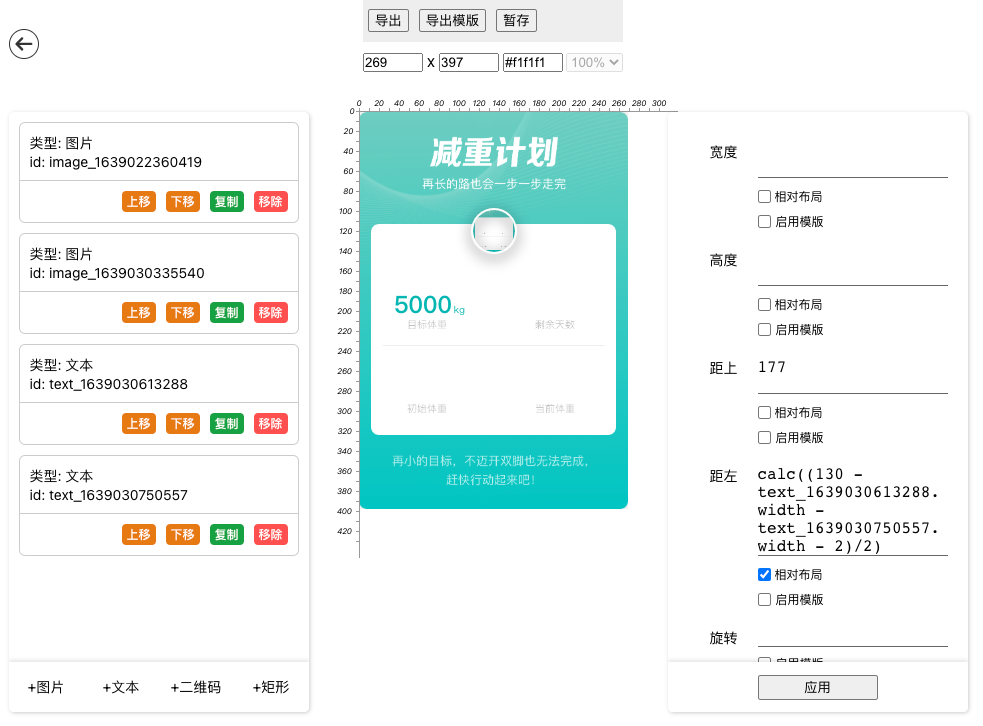 导出 导出模版 暂存
269 X 397 #f1f1f1 100%
类型: 图片
id: image_1639022360419
上移 下移 复制 移除
类型: 图片
id: image_1639030335540
上移 下移 复制 移除
类型: 文本
id: text_1639030613288
上移 下移 复制 移除
类型: 文本
id: text_1639030750557
上移 下移 复制 移除
+图片 +文本 +二维码 +矩形
0 20 40 60 80 100 120 140 160 180 200 220 240 260 280 300
0
20
40
60
80
100
120
140
160
180
200
220
240
260
280
300
320
340
360
380
400
420
减重计划
再长的路也会一步一步走完
5000kg
目标体重 剩余天数
初始体重 当前体重
再小的目标，不迈开双脚也无法完成，
赶快行动起来吧！
宽度
相对布局
启用模版
高度
相对布局
启用模版
距上 177
相对布局
启用模版
距左 calc((130 -
text_1639030613288.
width -
text_1639030750557.
width - 2)/2)
相对布局
启用模版
旋转
启用模版
应用